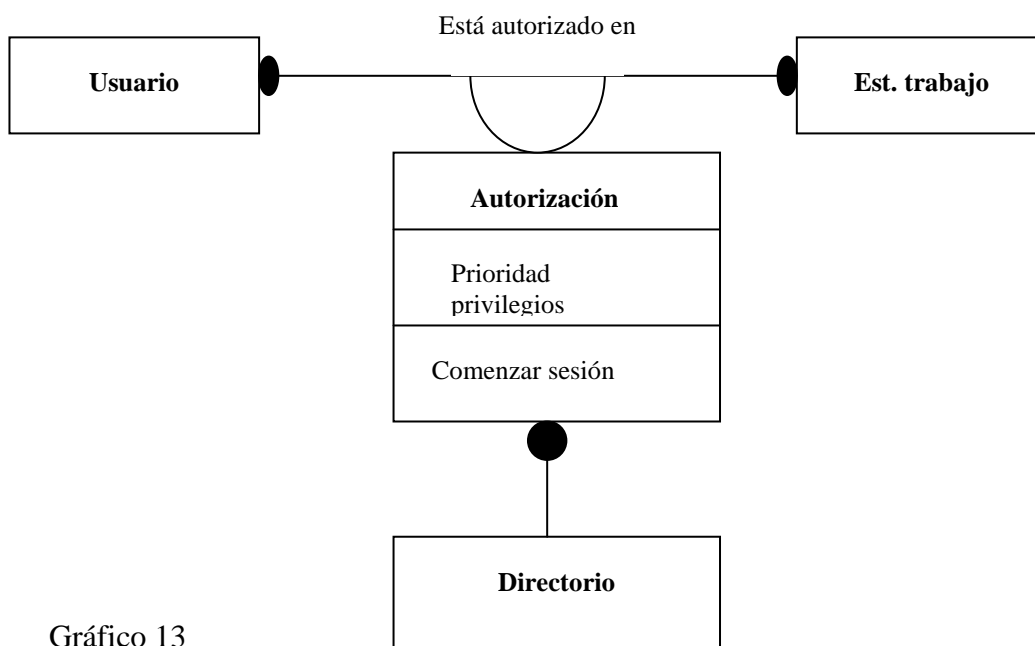 Está autorizado en
Usuario
Est. trabajo
Autorización
Prioridad
privilegios
Comenzar sesión
Directorio
Gráfico 13